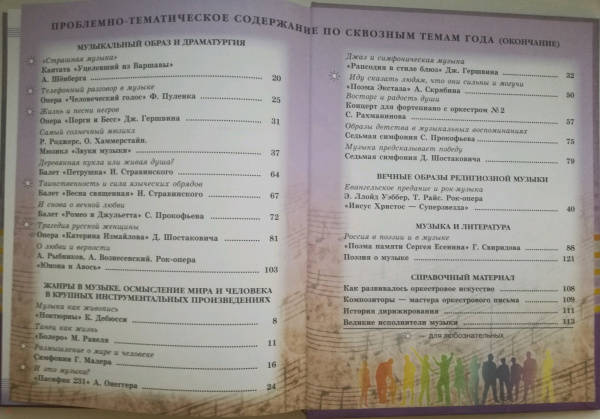 ПРОБЛЕМНО-ТЕМАТИЧЕСКОЕ СОДЕРЖАНИЕ ПО СКВОЗНЫМ ТЕМАМ ГОДА (ОКОНЧАНИЕ)
МУЗЫКАЛЬНЫЙ ОБРАЗ И ДРАМАТУРГИЯ
«Страшная музыка»
Кантата «Уцелевший из Варшавы»
А. Шёнберга 20
Телефонный разговор в музыке
Опера «Человеческий голос» Ф. Пуленка 25
Жизнь и песни негров
Опера «Порги и Бесс» Дж. Гершвина 31
Самый солнечный мюзикл
Р. Роджерс, О. Хаммерстайн.
Мюзикл «Звуки музыки» 37
Деревянная кукла или живая душа?
Балет «Петрушка» И. Стравинского 64
Таинственность и сила языческих обрядов
Балет «Весна священная» И. Стравинского 67
И снова о вечной любви
Балет «Ромео и Джульетта» С. Прокофьева 72
Трагедия русской женщины
Опера «Катерина Измайлова» Д. Шостаковича 81
О любви и верности
А. Рыбников, А. Вознесенский. Рок-опера
«Юнона и Авось» 103
ЖАНРЫ В МУЗЫКЕ. ОСМЫСЛЕНИЕ МИРА И ЧЕЛОВЕКА
В КРУПНЫХ ИНСТРУМЕНТАЛЬНЫХ ПРОИЗВЕДЕНИЯХ
Музыка как живопись
«Ноктюрны» К. Дебюсси 8
Танец как жизнь
«Болеро» М. Равеля 11
Размышление о мире и человеке
Симфонии Г. Малера 16
И это музыка?
«Пасифик 231» А. Онеггера 24
Джаз и симфоническая музыка
«Рапсодия в стиле блюз» Дж. Гершвина 32
Иду сказать людям, что они сильны и могучи
«Поэма Экстаза» А. Скрябина 50
Восторг и радость души
Концерт для фортепиано с оркестром №2
С. Рахманинова 57
Образы детства в музыкальных воспоминаниях
Седьмая симфония С. Прокофьева 75
Музыка предсказывает победу
Седьмая симфония Д. Шостаковича 79
ВЕЧНЫЕ ОБРАЗЫ РЕЛИГИОЗНОЙ МУЗЫКИ
Евангельское предание и рок-музыка
Э. Ллойд Уэббер, Т. Райс. Рок-опера
«Иисус Христос — Суперзвезда» 40
МУЗЫКА И ЛИТЕРАТУРА
Россия в поэзии и в музыке
«Поэма памяти Сергея Есенина» Г. Свиридова 88
Поэзия о музыке 121
СПРАВОЧНЫЙ МАТЕРИАЛ
Как развивалось оркестровое искусство 108
Композиторы — мастера оркестрового письма 109
История дирижирования 111
Великие исполнители музыки 113
— для любознательных